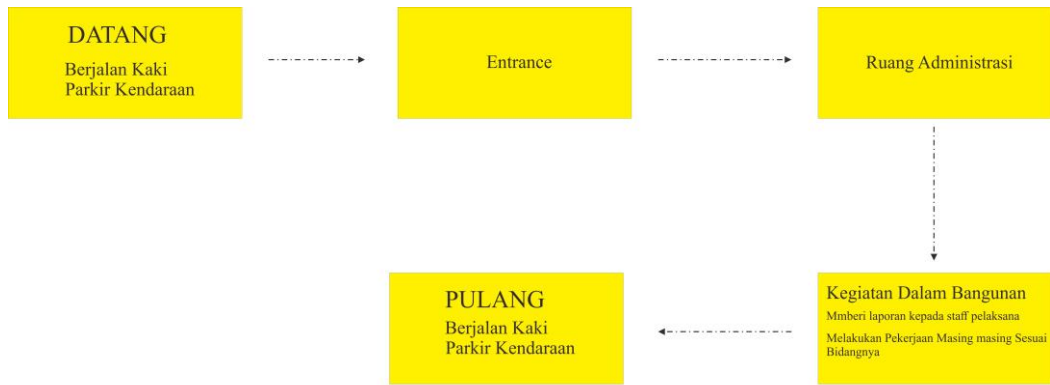 DATANG
Berjalan Kaki
Parkir Kendaraan
Entrance
Ruang Administrasi
Kegiatan Dalam Bangunan
Mmberi laporan kepada staff pelaksana
Melakukan Pekerjaan Masing masing Sesuai
Bidangnya
PULANG
Berjalan Kaki
Parkir Kendaraan